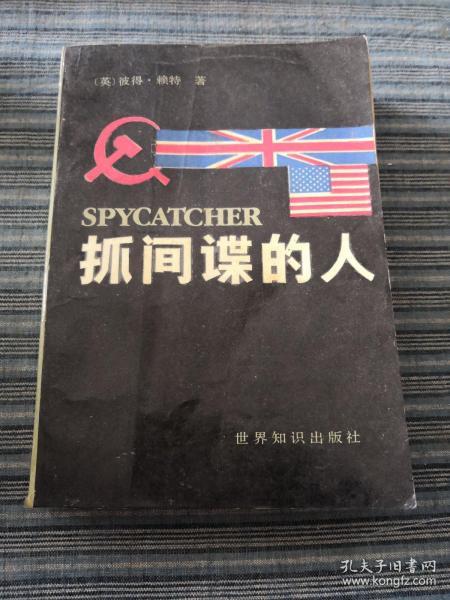 （英）彼得·赖特 著
SPYCATCHER
抓间谍的人
世界知识出版社
孔夫子旧书网
www.kongfz.com